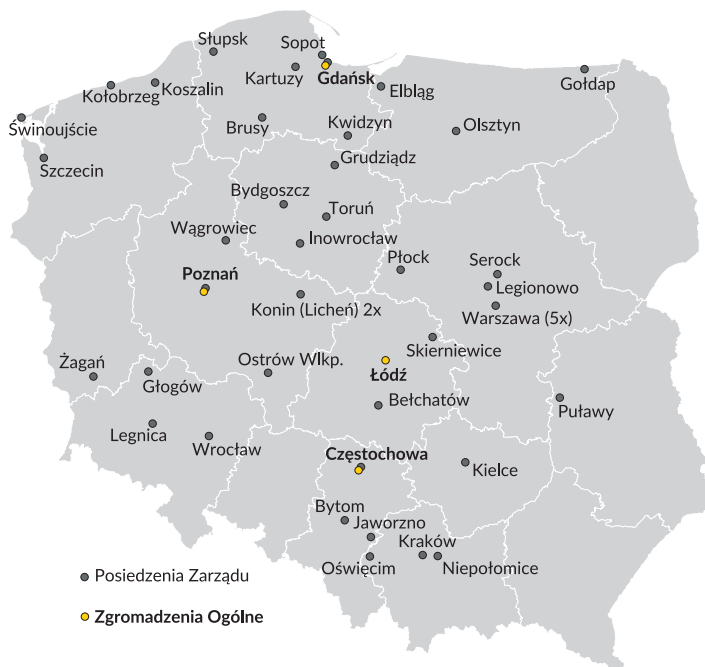 Słupsk
Sopot
Kartuzy
Gdańsk
Gołdap
Kołobrzeg
Koszalin
Elbląg
Świnoujście
Brusy
Kwidzyn
Olsztyn
Szczecin
Grudziądz
Bydgoszcz
Toruń
Wągrowiec
Inowrocław
Płock
Serock
Poznań
Legionowo
Konin (Licheń) 2x
Warszawa (5x)
Skierniewice
Żagań
Głogów
Ostrów Wlkp.
Łódź
Bełchatów
Puławy
Legnica
Wrocław
Częstochowa
Kielce
Bytom
Jaworzno
Kraków
Oświęcim
Niepołomice
Posiedzenia Zarządu
Zgromadzenia Ogólne